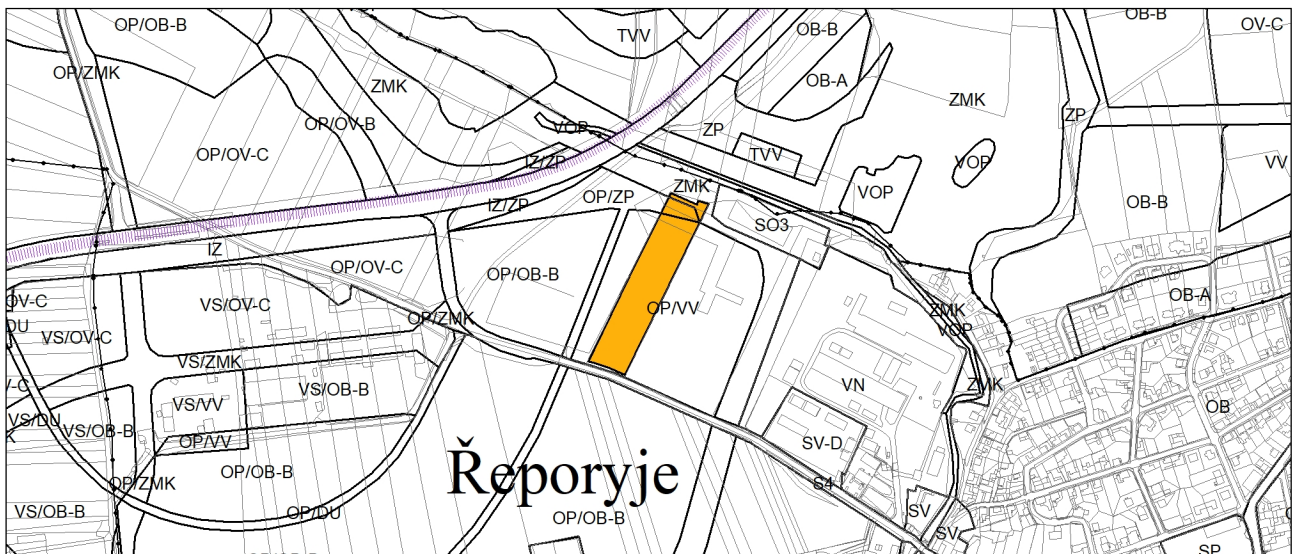 OP/OB-B
OB-B
OV-C
TVV
OB-B
OP/ZMK
ZMK
OB-A
ZMK
OP/OV-B
VOP
ZP
ZP
OP/OV-C
TVV
VOP
VV
IZ/ZP
ZMK
VOP
OP/ZP
OB-B
IZ/ZP
SO3
IZ
OP/OV-C
OP/OB-B
OB-A
OV-C
VS/OV-C
OP/VV
OP/ZMK
ZMK
DU
VS/OV-C
VOP
VS/ZMK
V-C
VS/OB-B
VN
ZMK
VS/VV
OB
VS/DU
VS/OB-B
K
OP/VV
SV-D
OP/OB-B
Řeporyje
OP/ZMK
S4
VS/OB-B
OP/DU
OP/OB-B
SV
SV
SP